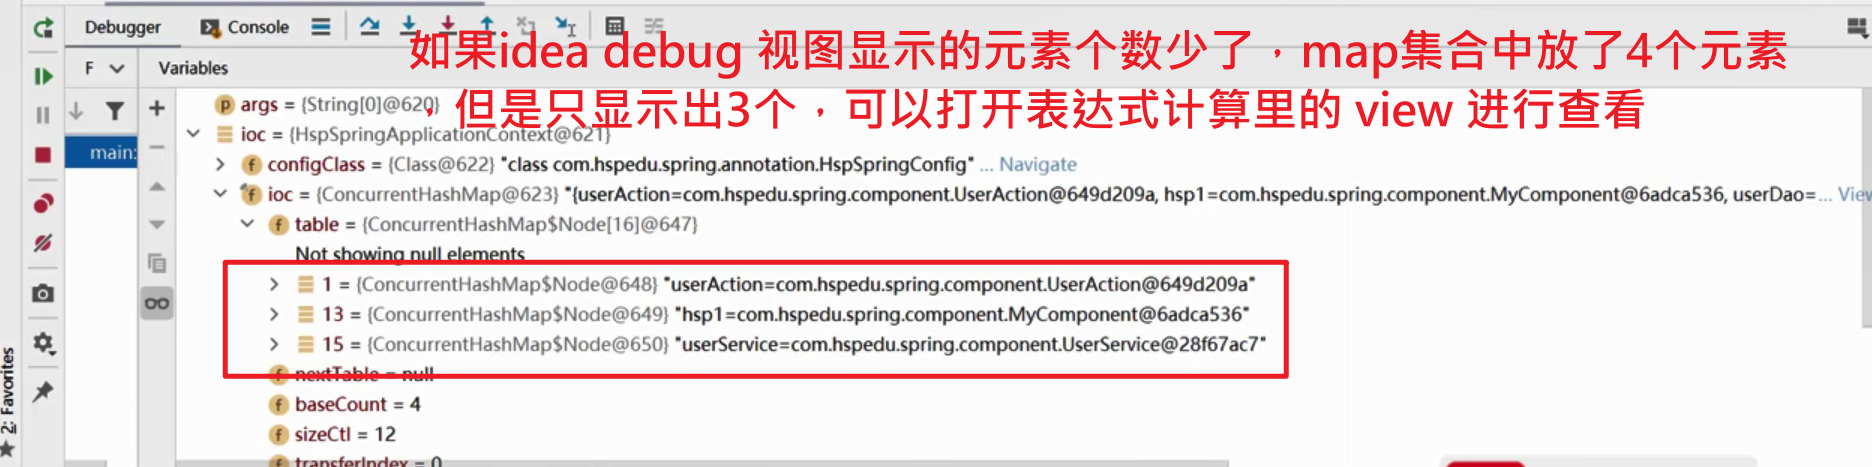 Debugger
Console
如果idea debug 视图显示的元素个数少了，map集合中放了4个元素
，但是只显示出3个，可以打开表达式计算里的 view 进行查看
F
Variables
args = {String[0]@620}
ioc = {HspSpringApplicationContext@621}
main:
configClass = {Class@622} "class com.hspedu.spring.annotation.HspSpringConfig" ... Navigate
ioc = {ConcurrentHashMap@623} "{userAction=com.hspedu.spring.component.UserAction@649d209a, hsp1=com.hspedu.spring.component.MyComponent@6adca536, userDao=... View
table = {ConcurrentHashMap$Node[16]@647}
Not showing null elements
1 = {ConcurrentHashMap$Node@648} "userAction=com.hspedu.spring.component.UserAction@649d209a"
13 = {ConcurrentHashMap$Node@649} "hsp1=com.hspedu.spring.component.MyComponent@6adca536"
15 = {ConcurrentHashMap$Node@650} "userService=com.hspedu.spring.component.UserService@28f67ac7"
nextTable = null
baseCount = 4
sizeCtl = 12
transferIndex = 0
2: Favorites